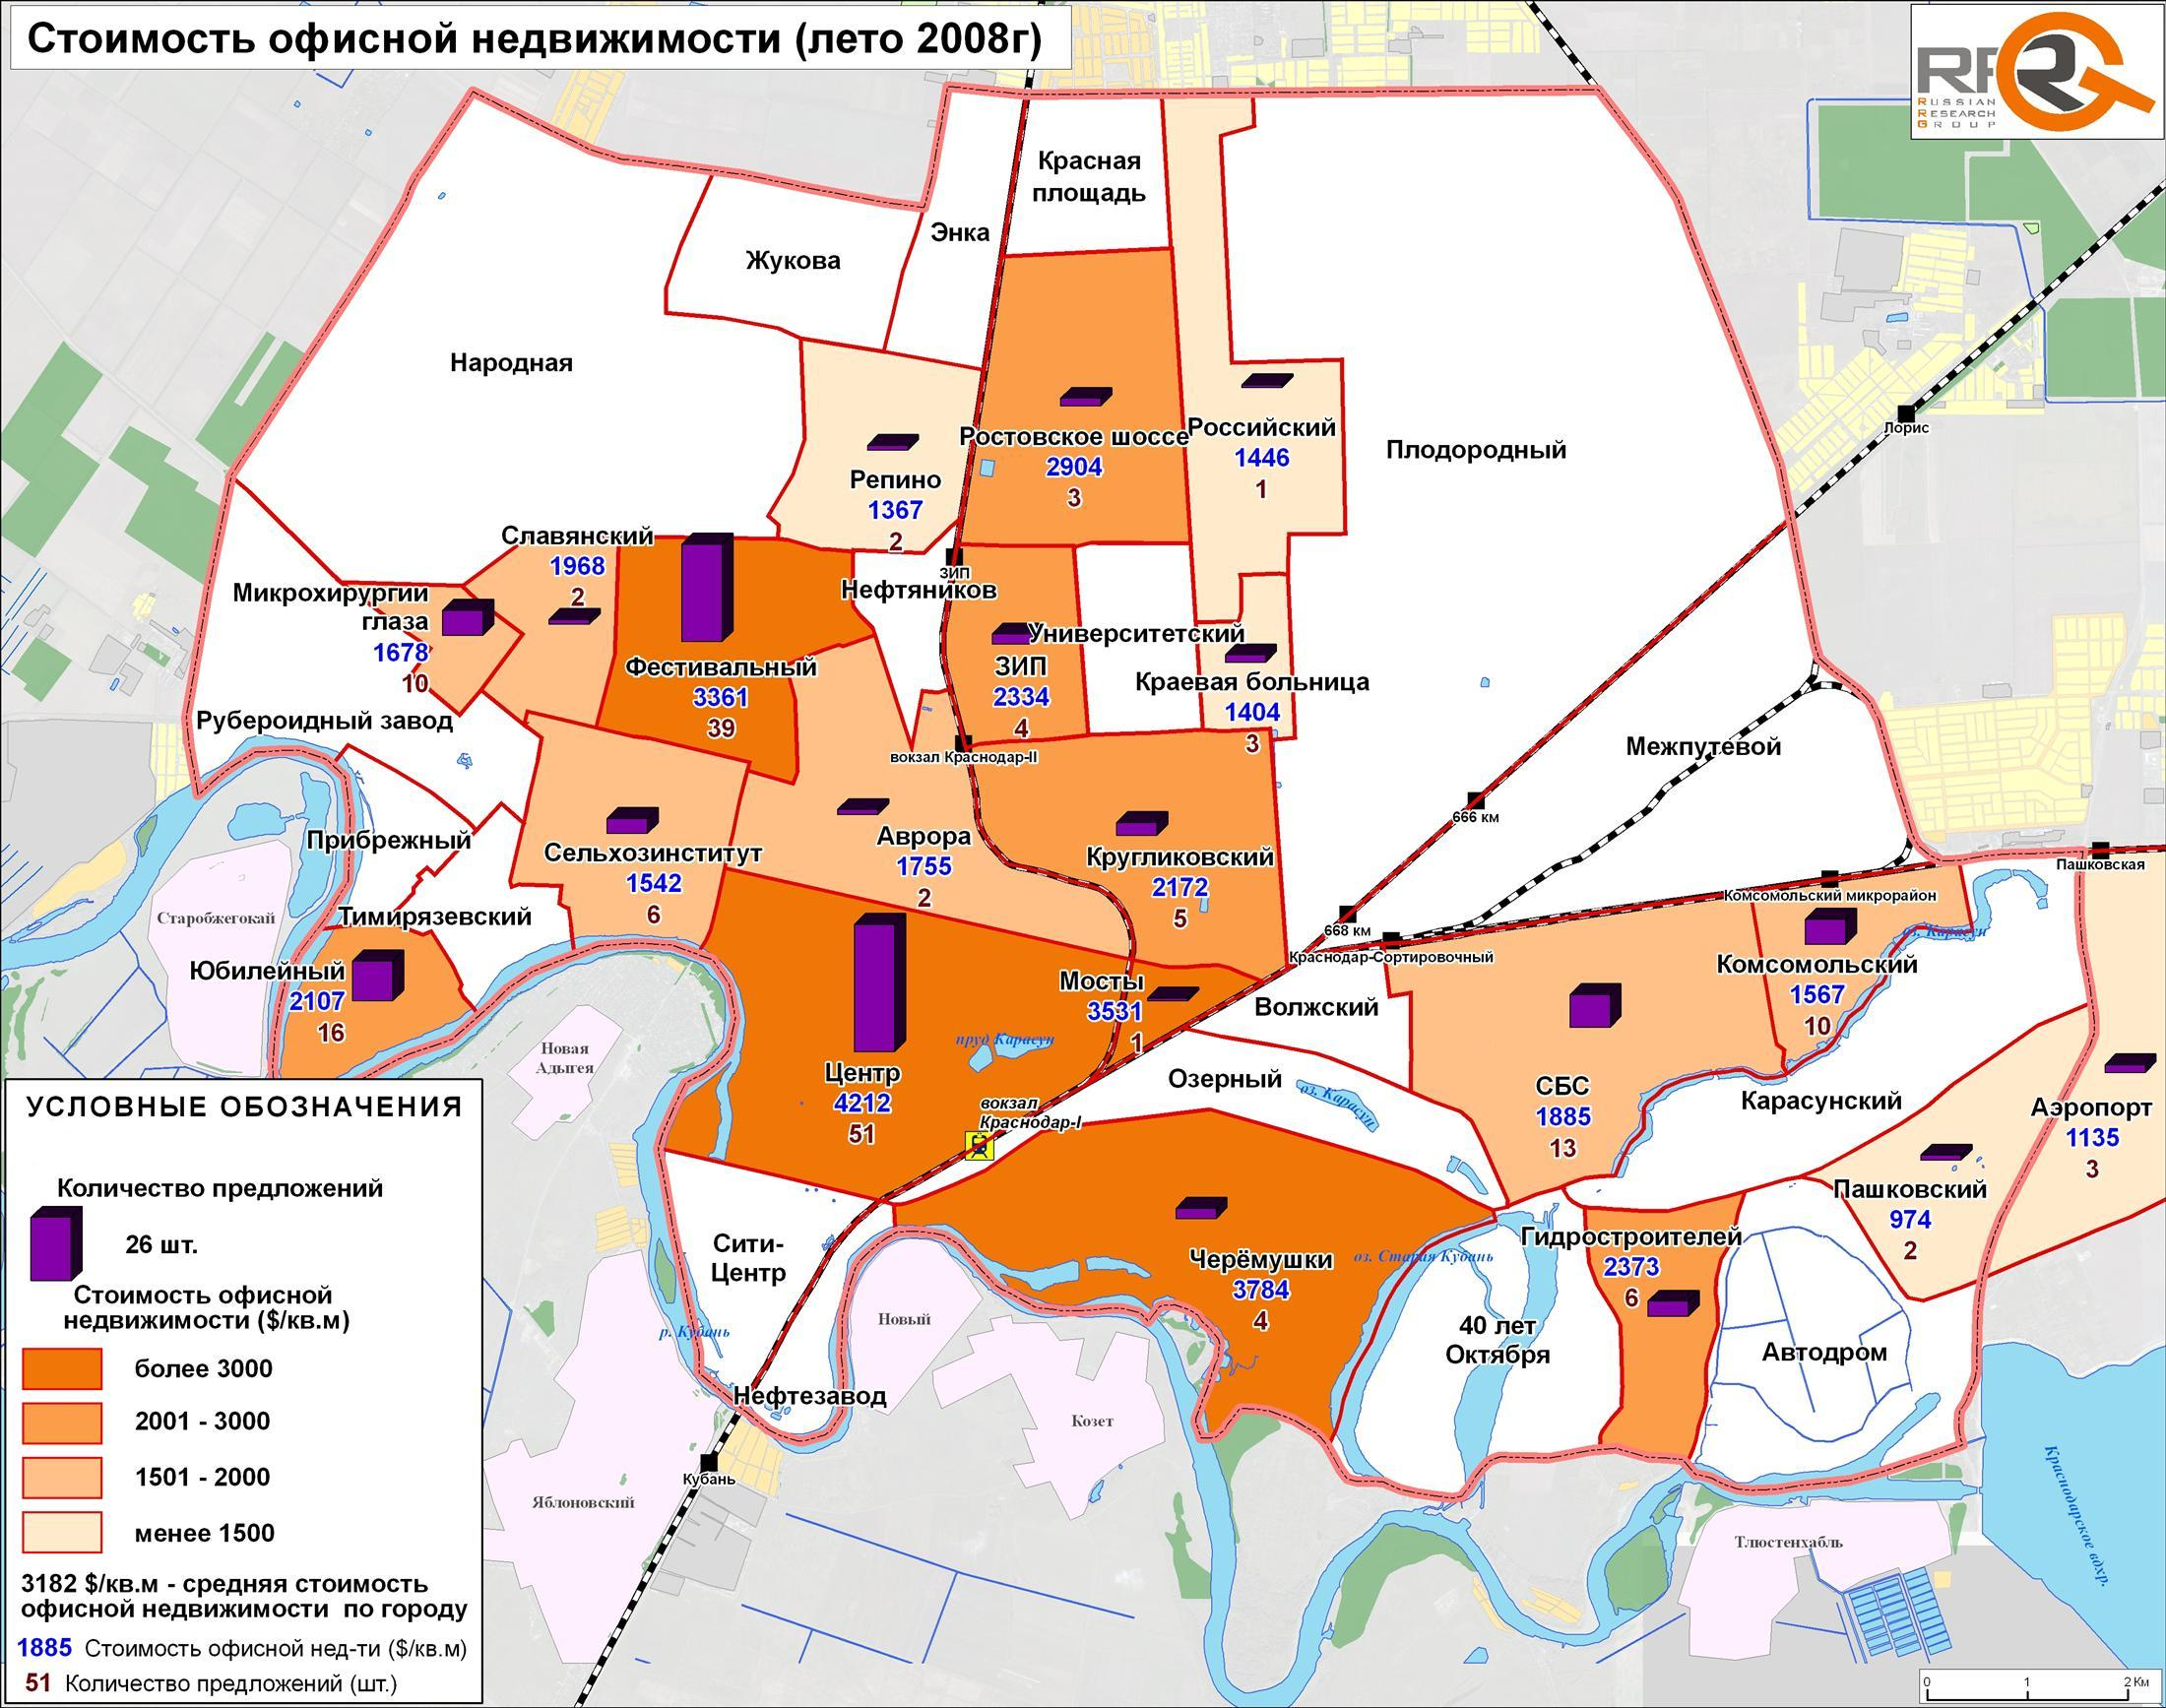 Стоимость офисной недвижимости (лето 2008г)
RRG
RUSSIAN
RESEARCH
GROUP
Красная
площадь
Энка
Жукова
Народная
Плодородный
Лорис
Ростовское шоссе
2904
3
Российский
1446
1
Репино
1367
2
Славянский
1968
2
ЗИП
Нефтяников
Микрохирургии
глаза
1678
10
Университетский
ЗИП
2334
4
Фестивальный
3361
39
Краевая больница
1404
3
Рубероидный завод
вокзал Краснодар-II
Межпутевой
666 км
Прибрежный
Сельхозинститут
1542
6
Аврора
1755
2
Кругликовский
2172
5
Пашковская
Комсомольский микрорайон
Старобжегокай
Тимирязевский
668 км
оз. Карасун
Краснодар-Сортировочный
Юбилейный
2107
16
Мосты
3531
1
Волжский
Комсомольский
1567
10
Новая
Адыгея
пруд Карасун
Центр
4212
51
Озерный
оз. Карасун
СБС
1885
13
Карасунский
Аэропорт
1135
3
вокзал
Краснодар-I
Пашковский
974
2
Сити-
Центр
Черёмушки
3784
4
оз. Старая Кубань
Гидростроителей
2373
6
р. Кубань
Новый
40 лет
Октября
Автодром
Нефтезавод
Козет
Кубань
Яблоновский
Тлюстенхабль
Краснодарское вдхр.
УСЛОВНЫЕ ОБОЗНАЧЕНИЯ
Количество предложений
26 шт.
Стоимость офисной
недвижимости ($/кв.м)
более 3000
2001 - 3000
1501 - 2000
менее 1500
3182 $/кв.м - средняя стоимость
офисной недвижимости по городу
1885 Стоимость офисной нед-ти ($/кв.м)
51 Количество предложений (шт.)
0 1 2 Км